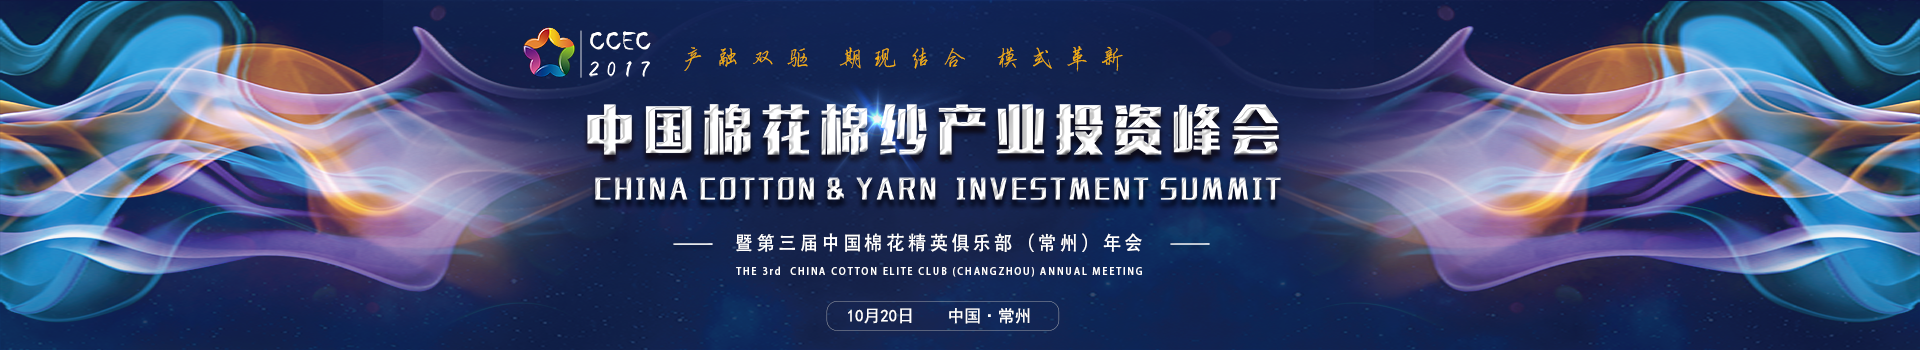 CCEC
2017
产融双驱 期现结合 模式革新
中国棉花棉纱产业投资峰会
CHINA COTTON & YARN INVESTMENT SUMMIT
暨第三届中国棉花精英俱乐部（常州）年会
THE 3rd CHINA COTTON ELITE CLUB (CHANGZHOU) ANNUAL MEETING
10月20日 中国·常州